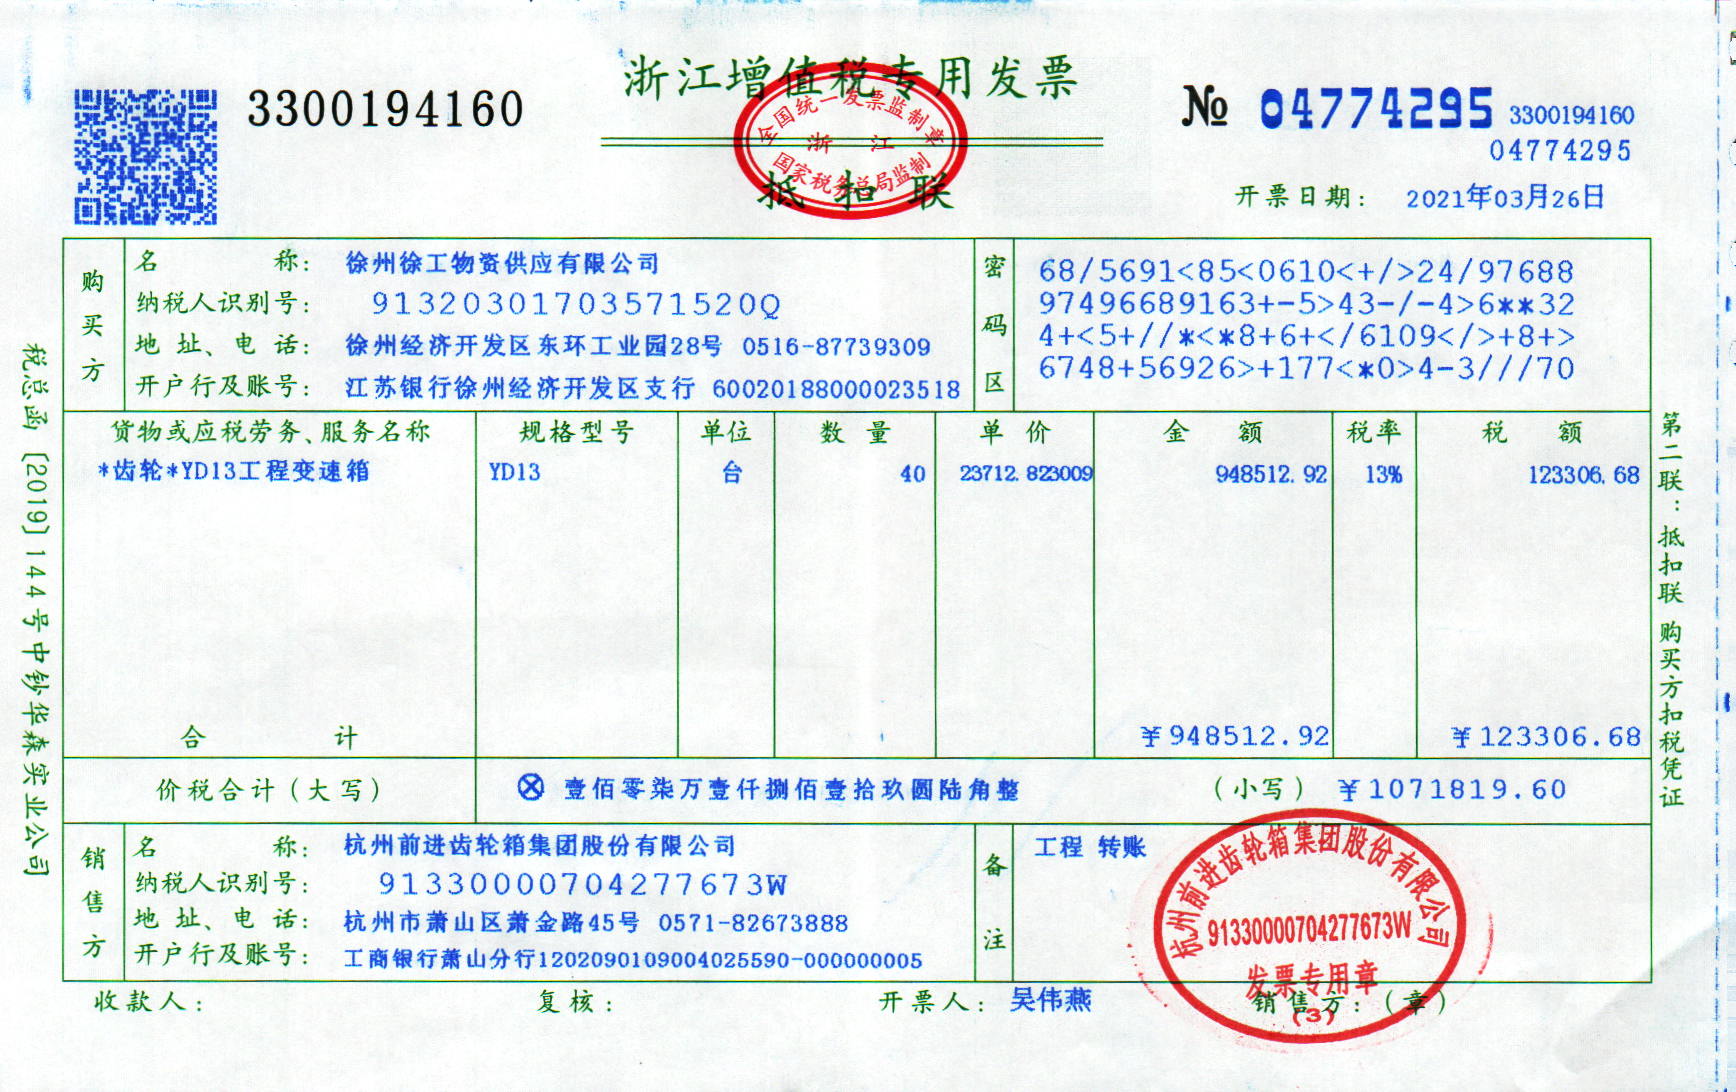 浙江增值税专用发票
3300194160
№ 04774295 3300194160
04774295
全国统一发票监制章
浙 江
国家税务总局监制
抵扣联
开票日期： 2021年03月26日
购买方
名 称： 徐州徐工物资供应有限公司
纳税人识别号： 91320301703571520Q
地 址、电 话： 徐州经济开发区东环工业园28号 0516-87739309
开户行及账号： 江苏银行徐州经济开发区支行 60020188000023518
密码区
68/5691<85<0610<+/>24/97688
97496689163+-5>43-/-4>6**32
4+<5+//*<*8+6+</6109</>+8+>
6748+56926>+177<*0>4-3///70
货物或应税劳务、服务名称 规格型号 单位 数 量 单 价 金 额 税率 税 额
*齿轮*YD13工程变速箱 YD13 台 40 23712.823009 948512.92 13% 123306.68
合 计 ￥948512.92 ￥123306.68
价税合计（大写） ⊗ 壹佰零柒万壹仟捌佰壹拾玖圆陆角整 （小写） ￥1071819.60
销售方
名 称： 杭州前进齿轮箱集团股份有限公司
纳税人识别号： 91330000704277673W
地 址、电 话： 杭州市萧山区萧金路45号 0571-82673888
开户行及账号： 工商银行萧山分行1202090109004025590-000000005
备注
工程 转账
杭州前进齿轮箱集团股份有限公司
91330000704277673W
发票专用章
(3)
收款人： 复核： 开票人： 吴伟燕 销售方：（章）
税总函［2019］144号中钞华森实业公司
第二联：抵扣联 购买方扣税凭证